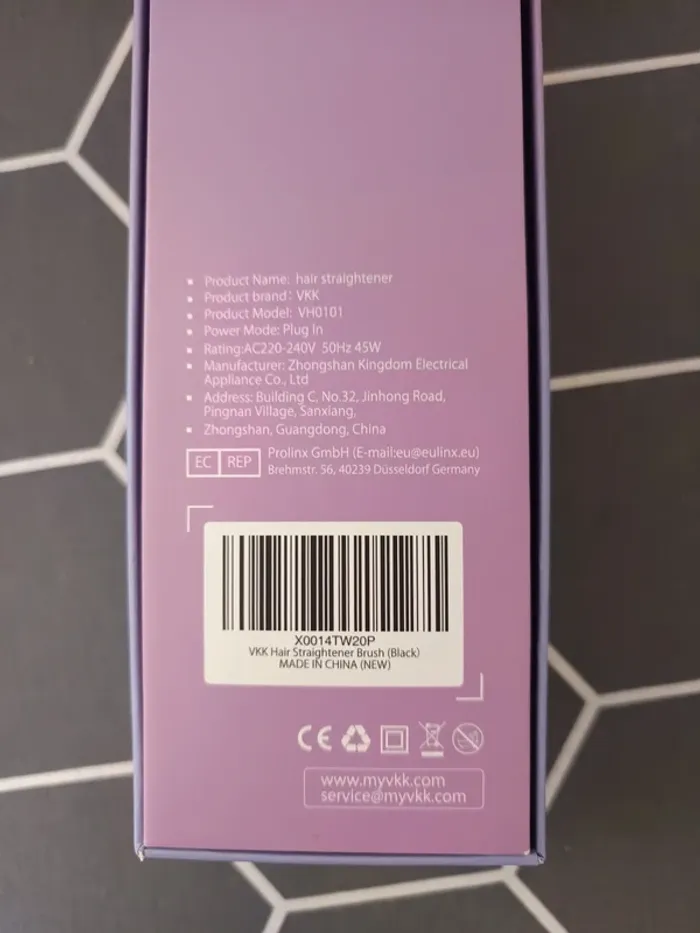 Product Name: hair straightener
Product brand: VKK
Product Model: VH0101
Power Mode: Plug In
Rating:AC220-240V 50Hz 45W
Manufacturer: Zhongshan Kingdom Electrical
Appliance Co., Ltd
Address: Building C, No.32, Jinhong Road,
Pingnan Village, Sanxiang,
Zhongshan, Guangdong, China
EC REP
Prolinx GmbH (E-mail:eu@eulinx.eu)
Brehmstr. 56, 40239 Düsseldorf Germany
X0014TW20P
VKK Hair Straightener Brush (Black)
MADE IN CHINA (NEW)
CE
www.myvkk.com
service@myvkk.com